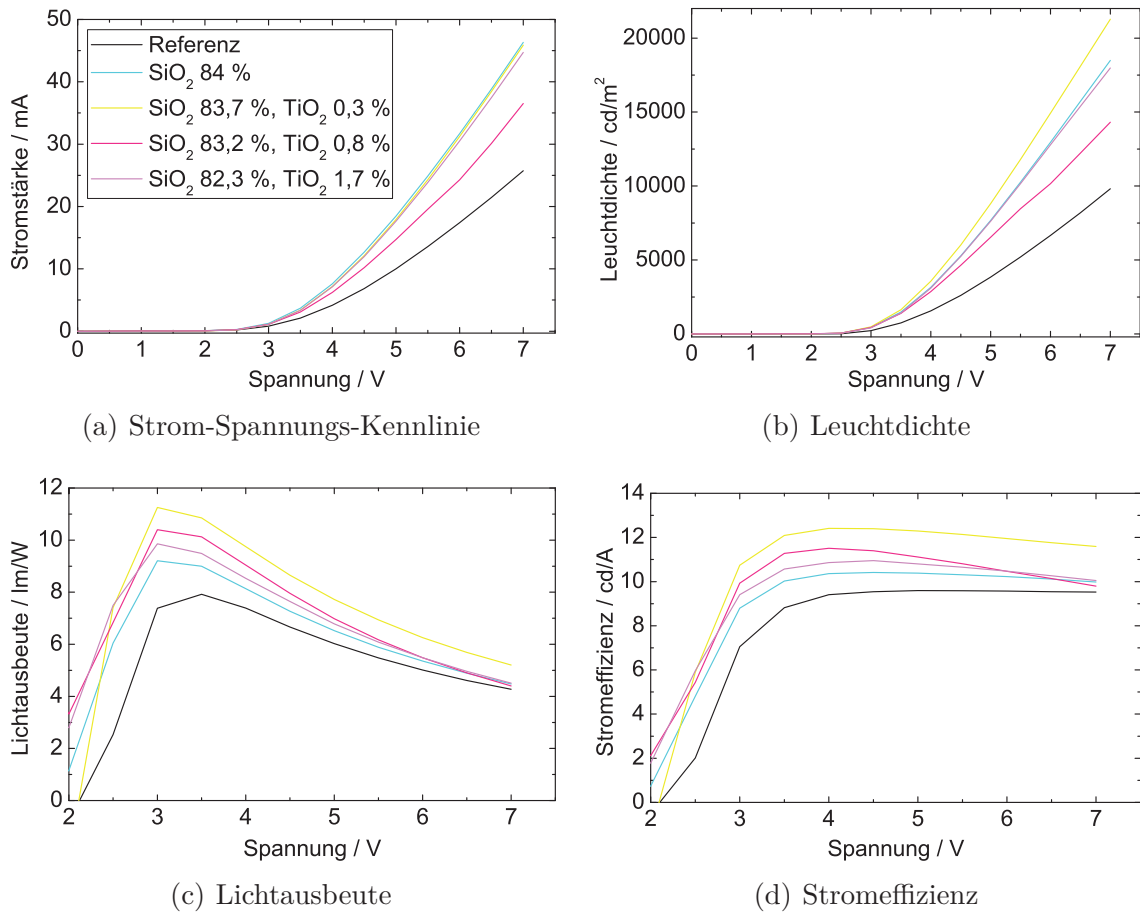 50
40
30
20
10
0
Stromstärke / mA
Referenz
SiO₂ 84 %
SiO₂ 83,7 %, TiO₂ 0,3 %
SiO₂ 83,2 %, TiO₂ 0,8 %
SiO₂ 82,3 %, TiO₂ 1,7 %
0 1 2 3 4 5 6 7
Spannung / V
(a) Strom-Spannungs-Kennlinie
20000
15000
10000
5000
0
Leuchtdichte / cd/m²
0 1 2 3 4 5 6 7
Spannung / V
(b) Leuchtdichte
12
10
8
6
4
2
0
Lichtausbeute / lm/W
2 3 4 5 6 7
Spannung / V
(c) Lichtausbeute
14
12
10
8
6
4
2
0
Stromeffizienz / cd/A
2 3 4 5 6 7
Spannung / V
(d) Stromeffizienz